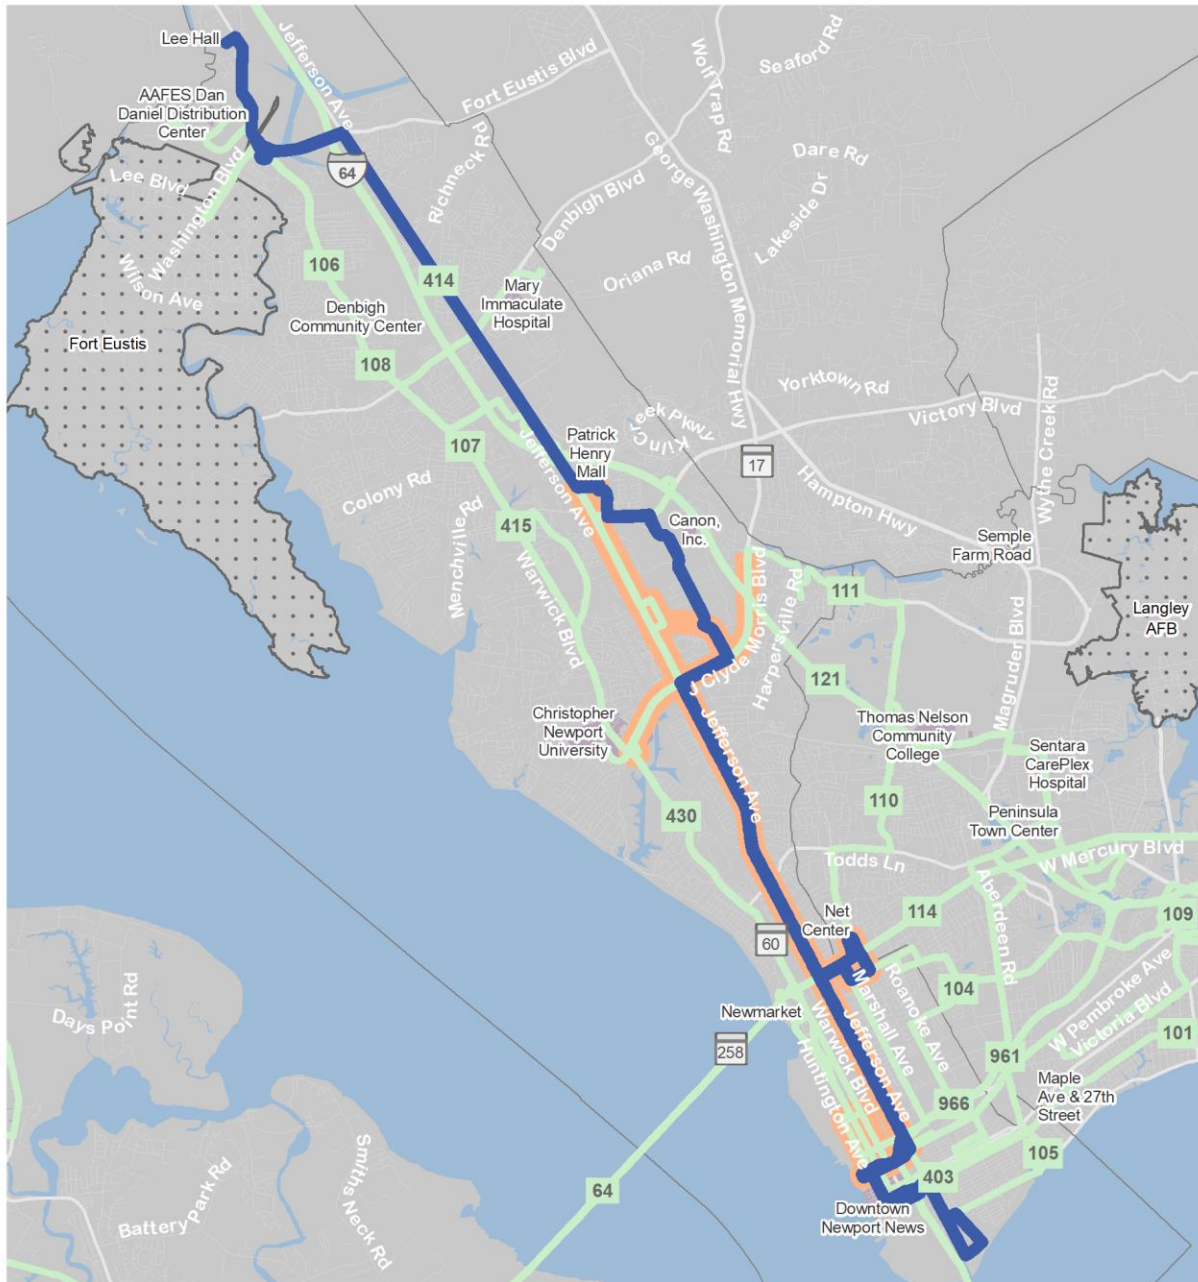 Lee Hall
Jefferson Ave
Wolf Trap Rd
Seaford Rd
Fort Eustis Blvd
AAFES Dan
Daniel Distribution
Center
George Washington Memorial Hwy
Dare Rd
64
Richneck Rd
Lee Blvd
Washington Blvd
Denbigh Blvd
Lakeside Dr
106
414
Oriana Rd
Wilson Ave
Mary
Immaculate
Hospital
Denbigh
Community Center
Fort Eustis
108
Yorktown Rd
Victory Blvd
Wythe Creek Rd
Kiln Creek Pkwy
Patrick
Henry
Mall
107
Jefferson Ave
17
Colony Rd
Menchville Rd
Hampton Hwy
415
Canon,
Inc.
Semple
Farm Road
Warwick Blvd
J Clyde Morris Blvd
Harpersville Rd
111
Langley
AFB
Magruder Blvd
121
Christopher
Newport
University
Jefferson Ave
Thomas Nelson
Community
College
Sentara
CarePlex
Hospital
110
430
Peninsula
Town Center
Todds Ln
W Mercury Blvd
Aberdeen Rd
Net
Center
114
109
60
Marshall Ave
Roanoke Ave
104
W Pembroke Ave
Victoria Blvd
Days Point Rd
Newmarket
Warwick Blvd
Jefferson Ave
Huntington Ave
258
961
101
966
Maple
Ave & 27th
Street
105
403
Smiths Neck Rd
64
Battery Park Rd
Downtown
Newport News